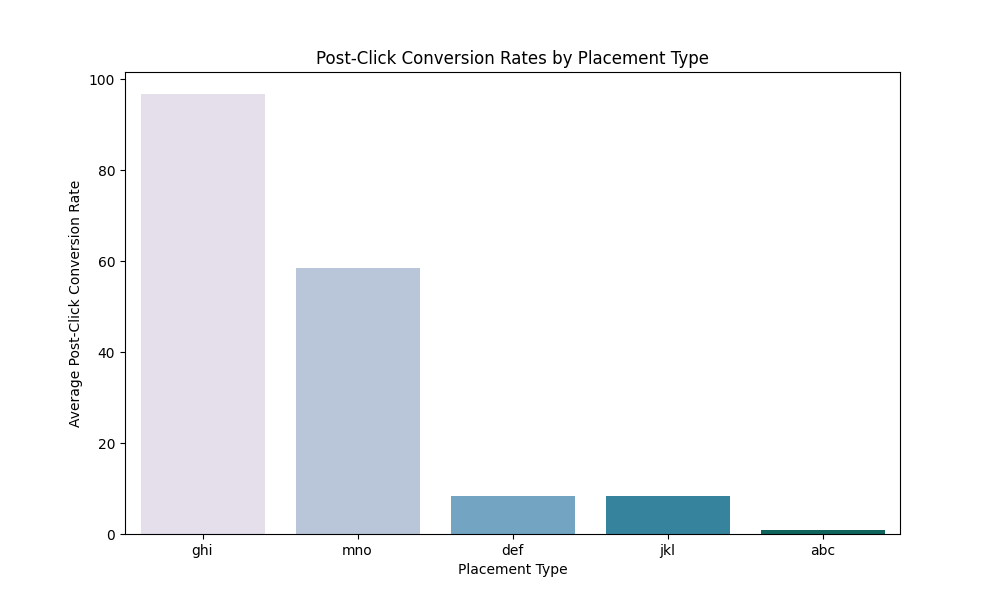 Post-Click Conversion Rates by Placement Type
Average Post-Click Conversion Rate
100
80
60
40
20
0
ghi mno def jkl abc
Placement Type